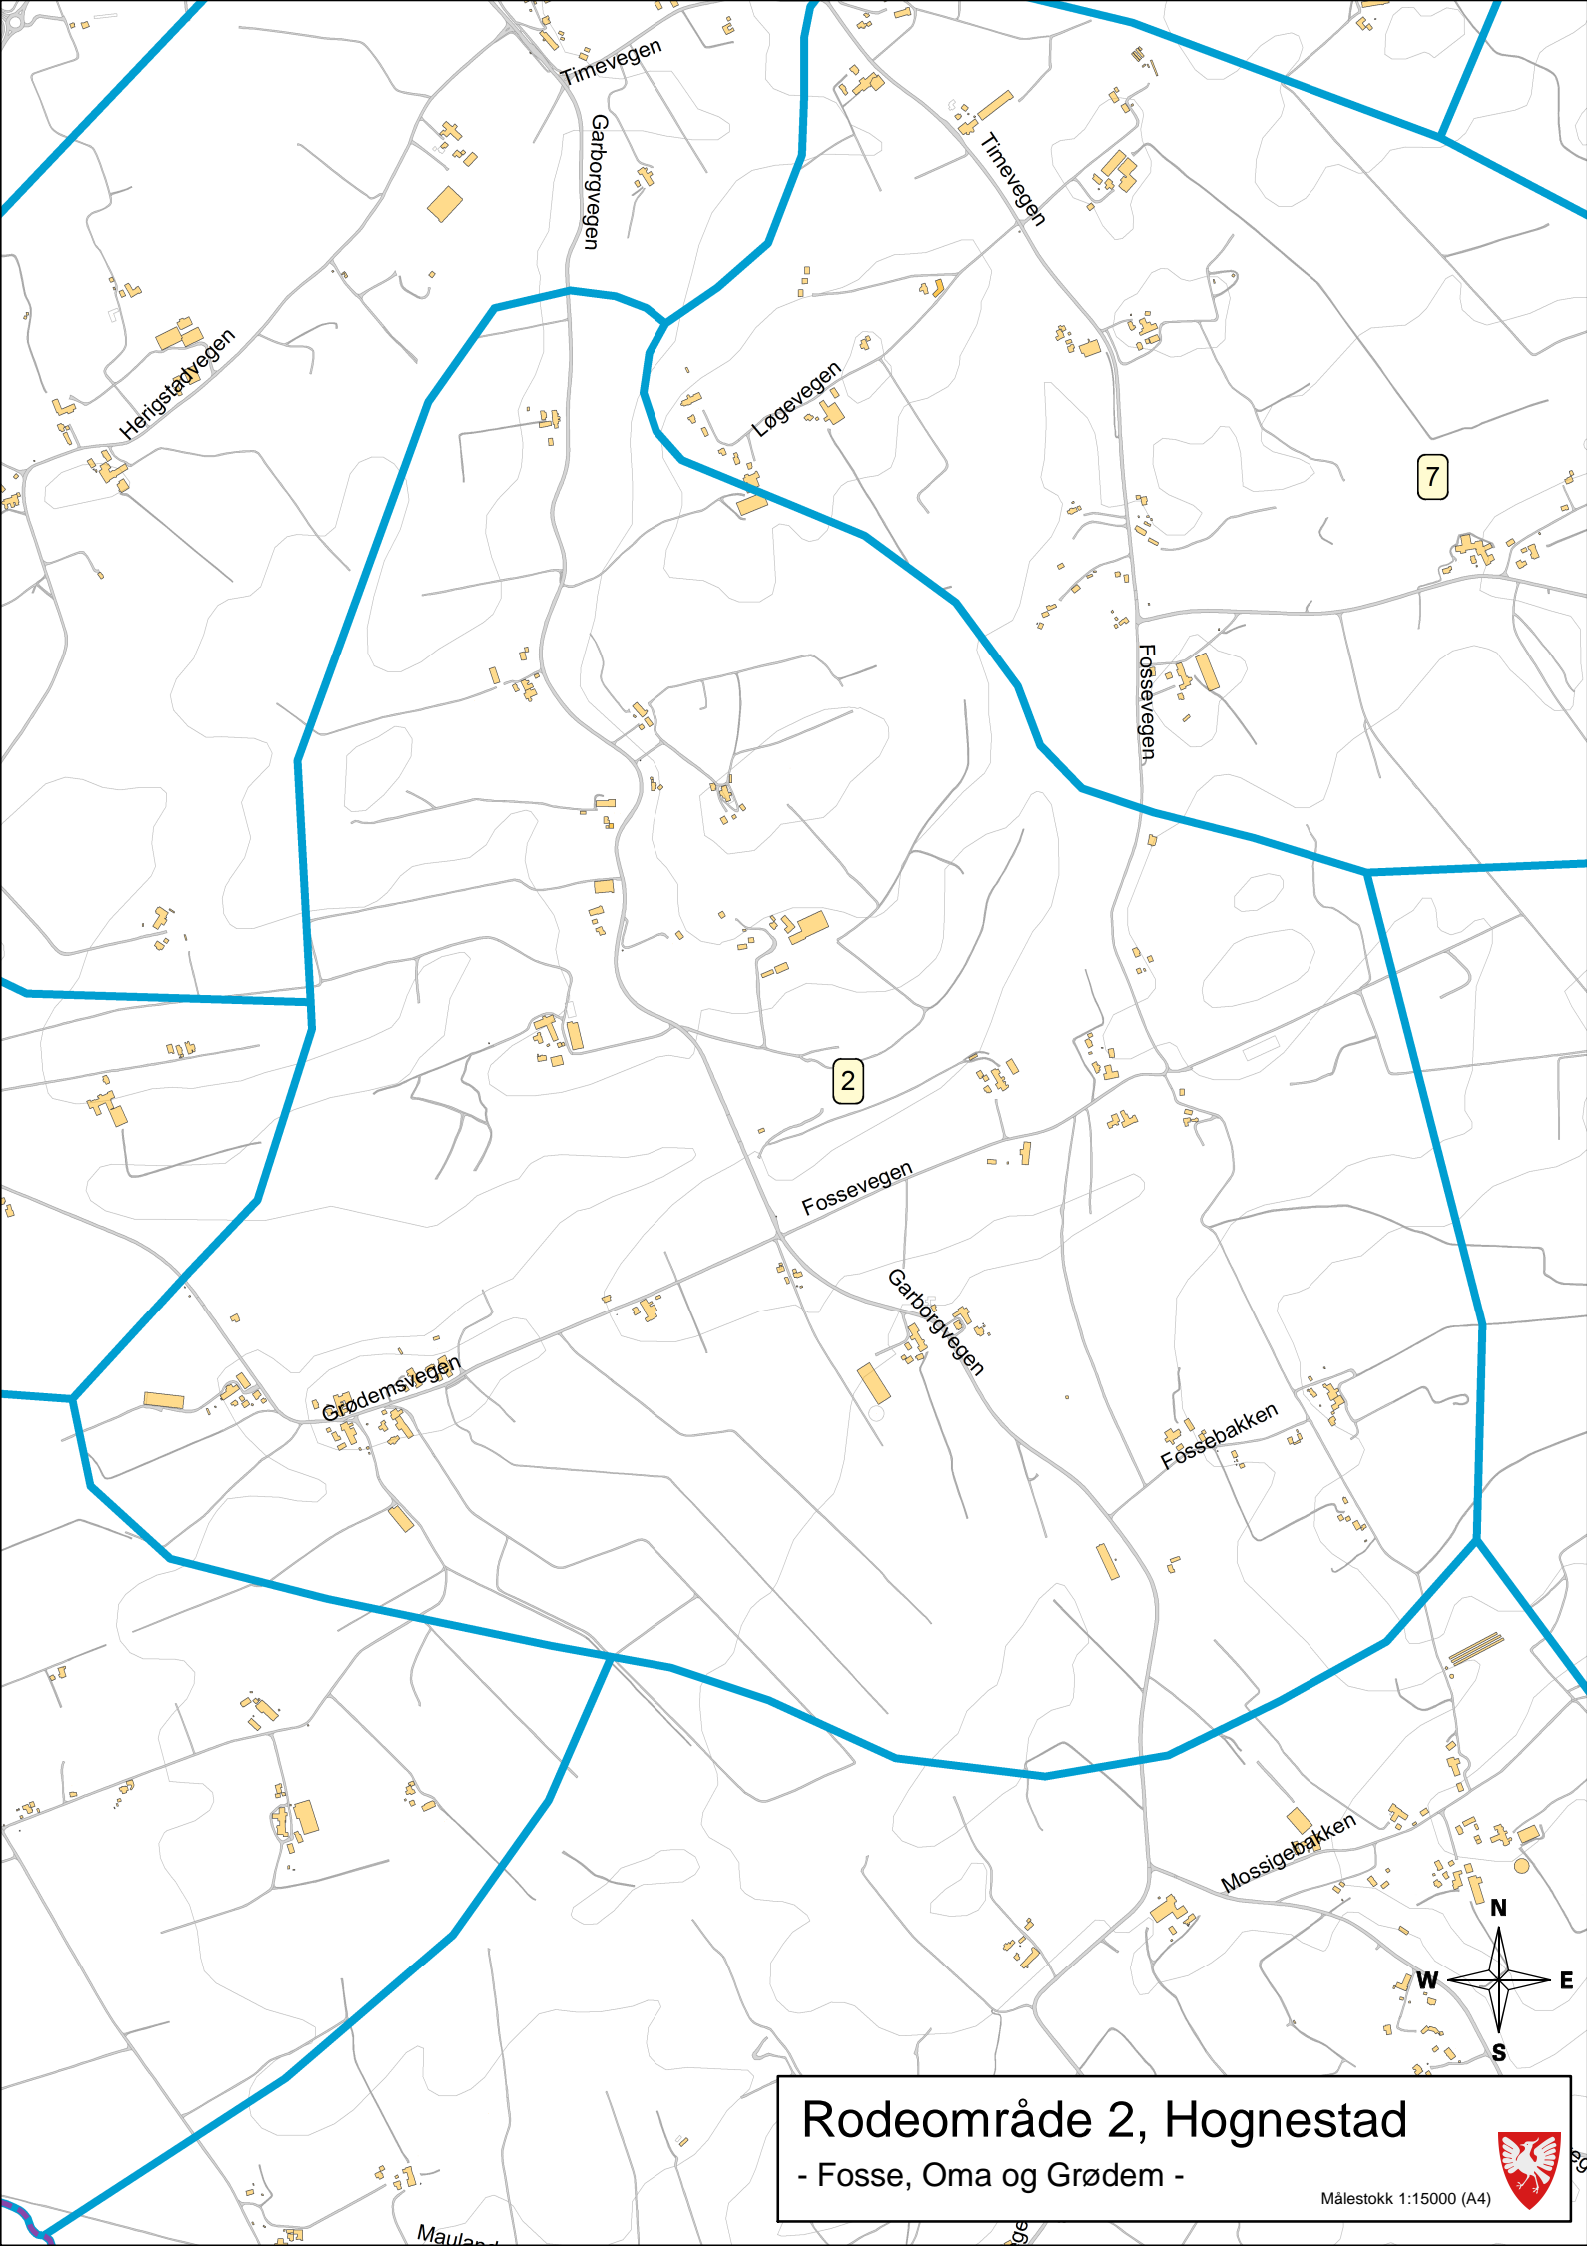 Timevegen
Garborgvegen
Timevegen
Herigstadvegen
Løgevegen
7
Fossevegen
2
Fossevegen
Garborgvegen
Grødemsvegen
Fossebakken
Mossigebakken
N
W E
S
Rodeområde 2, Hognestad
- Fosse, Oma og Grødem -
Målestokk 1:15000 (A4)